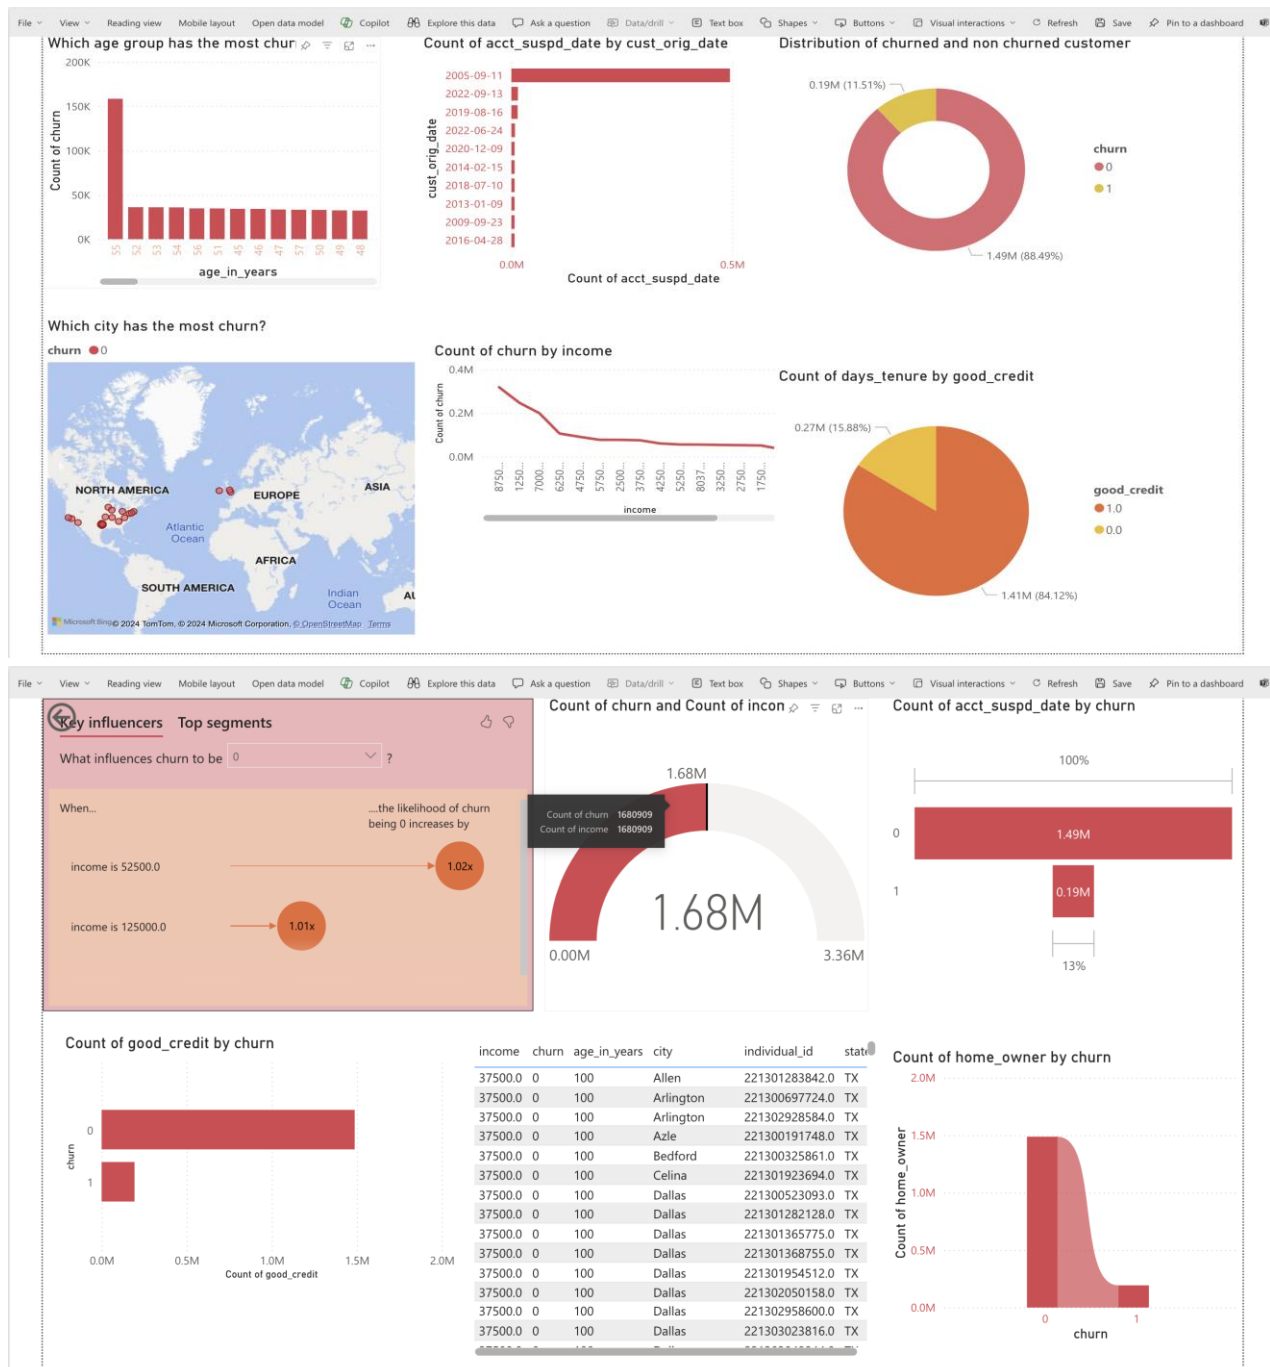 File View Reading view Mobile layout Open data model Copilot Explore this data Ask a question Data/drill Text box Shapes Buttons Visual interactions Refresh Save Pin to a dashboard
Which age group has the most chur
200K
150K
100K
50K
0K
Count of churn
55 52 53 54 56 51 45 46 47 57 50 49 48
age_in_years
Count of acct_suspd_date by cust_orig_date
cust_orig_date
2005-09-11
2022-09-13
2019-08-16
2022-06-24
2020-12-09
2014-02-15
2018-07-10
2013-01-09
2009-09-23
2016-04-28
0.0M 0.5M
Count of acct_suspd_date
Distribution of churned and non churned customer
0.19M (11.51%)
1.49M (88.49%)
churn
0
1
Which city has the most churn?
churn 0
NORTH AMERICA
EUROPE
ASIA
Atlantic
Ocean
AFRICA
SOUTH AMERICA
Indian
Ocean
AU
Microsoft Bing © 2024 TomTom, © 2024 Microsoft Corporation, © OpenStreetMap Terms
Count of churn by income
0.4M
0.2M
0.0M
Count of churn
8750... 1250... 7000... 6250... 4750... 5750... 2500... 3750... 4250... 5250... 8037... 3250... 2750... 1750...
income
Count of days_tenure by good_credit
0.27M (15.88%)
1.41M (84.12%)
good_credit
1.0
0.0
File View Reading view Mobile layout Open data model Copilot Explore this data Ask a question Data/drill Text box Shapes Buttons Visual interactions Refresh Save Pin to a dashboard
Key influencers Top segments
What influences churn to be 0 ?
When...
....the likelihood of churn
being 0 increases by
income is 52500.0 1.02x
income is 125000.0 1.01x
Count of churn and Count of incon
1.68M
Count of churn 1680909
Count of income 1680909
1.68M
0.00M 3.36M
Count of acct_suspd_date by churn
100%
0 1.49M
1 0.19M
13%
Count of good_credit by churn
churn
0
1
0.0M 0.5M 1.0M 1.5M 2.0M
Count of good_credit
income churn age_in_years city individual_id state
37500.0 0 100 Allen 221301283842.0 TX
37500.0 0 100 Arlington 221300697724.0 TX
37500.0 0 100 Arlington 221302928584.0 TX
37500.0 0 100 Azle 221300191748.0 TX
37500.0 0 100 Bedford 221300325861.0 TX
37500.0 0 100 Celina 221301923694.0 TX
37500.0 0 100 Dallas 221300523093.0 TX
37500.0 0 100 Dallas 221301282128.0 TX
37500.0 0 100 Dallas 221301365775.0 TX
37500.0 0 100 Dallas 221301368755.0 TX
37500.0 0 100 Dallas 221301954512.0 TX
37500.0 0 100 Dallas 221302050158.0 TX
37500.0 0 100 Dallas 221302958600.0 TX
37500.0 0 100 Dallas 221303023816.0 TX
Count of home_owner by churn
2.0M
1.5M
1.0M
0.5M
0.0M
Count of home_owner
0 1
churn